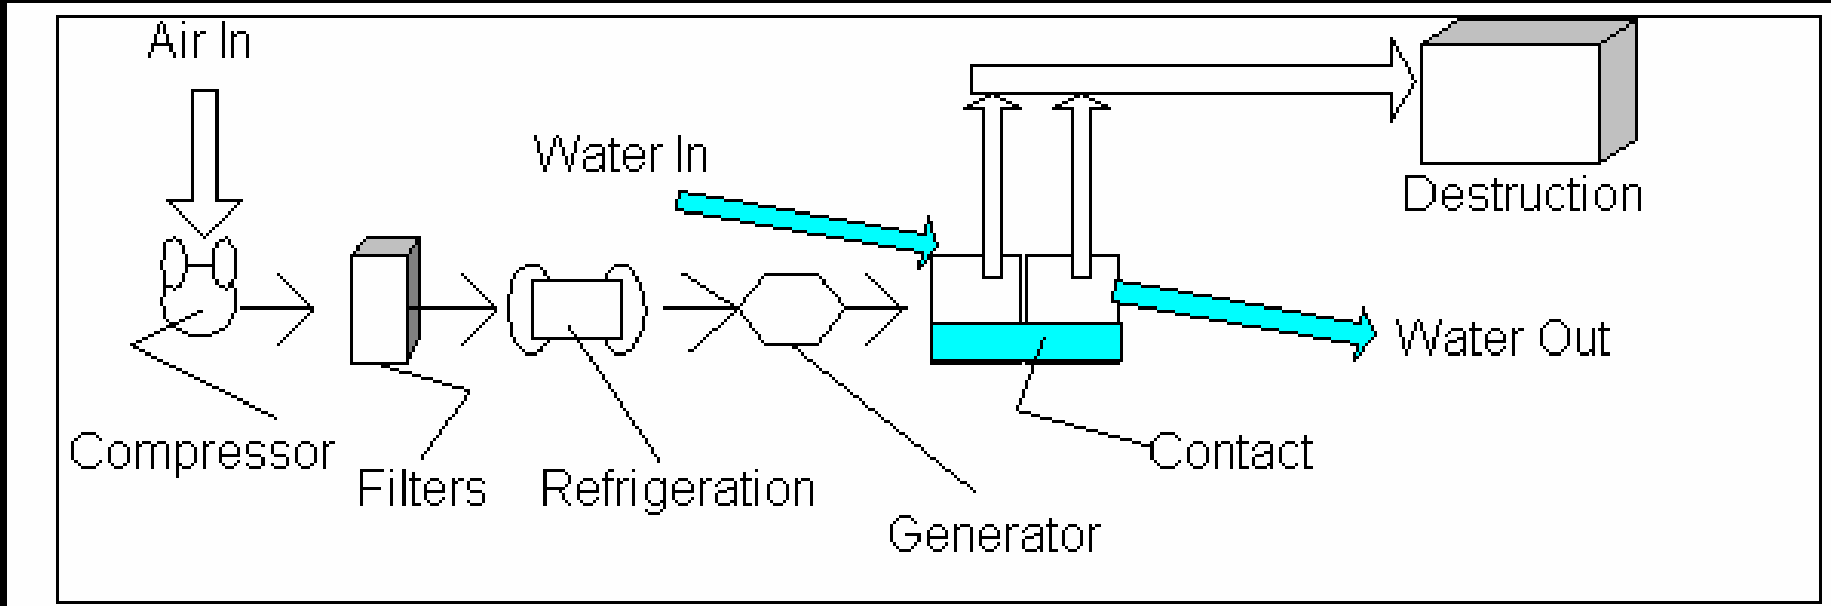 Air In
Water In
Destruction
Water Out
Compressor
Filters
Refrigeration
Generator
Contact